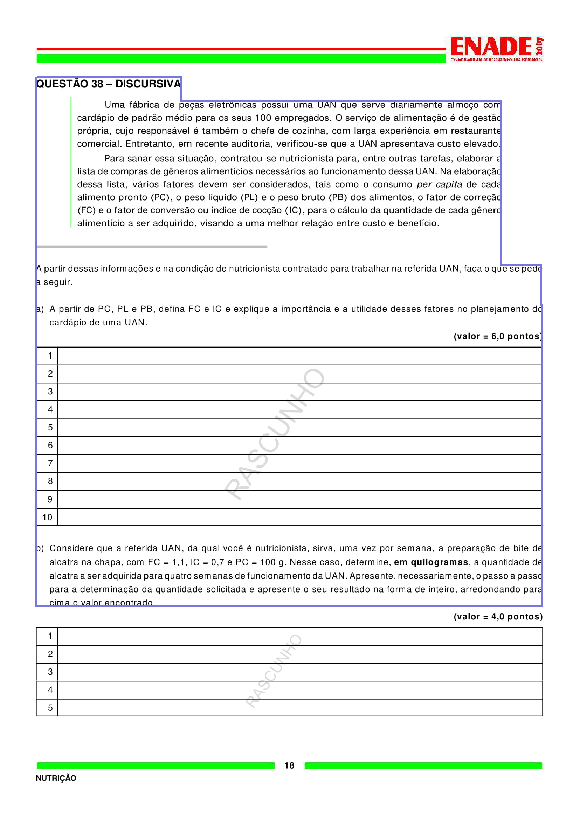 ENADE 2007
EXAME NACIONAL DE DESEMPENHO DOS ESTUDANTES
QUESTÃO 38 – DISCURSIVA
Uma fábrica de peças eletrônicas possui uma UAN que serve diariamente almoço com
cardápio de padrão médio para os seus 100 empregados. O serviço de alimentação é de gestão
própria, cujo responsável é também o chefe de cozinha, com larga experiência em restaurante
comercial. Entretanto, em recente auditoria, verificou-se que a UAN apresentava custo elevado.
Para sanar essa situação, contratou-se nutricionista para, entre outras tarefas, elaborar a
lista de compras de gêneros alimentícios necessários ao funcionamento dessa UAN. Na elaboração
dessa lista, vários fatores devem ser considerados, tais como o consumo per capita de cada
alimento pronto (PC), o peso líquido (PL) e o peso bruto (PB) dos alimentos, o fator de correção
(FC) e o fator de conversão ou índice de cocção (IC), para o cálculo da quantidade de cada gênero
alimentício a ser adquirido, visando a uma melhor relação entre custo e benefício.
A partir dessas informações e na condição de nutricionista contratado para trabalhar na referida UAN, faça o que se pede
a seguir.
a) A partir de PC, PL e PB, defina FC e IC e explique a importância e a utilidade desses fatores no planejamento do
cardápio de uma UAN.
(valor = 6,0 pontos)
1
2
3
4
5
6
7
8
9
10
RASCUNHO
b) Considere que a referida UAN, da qual você é nutricionista, sirva, uma vez por semana, a preparação de bife de
alcatra na chapa, com FC = 1,1, IC = 0,7 e PC = 100 g. Nesse caso, determine, em quilogramas, a quantidade de
alcatra a ser adquirida para quatro semanas de funcionamento da UAN. Apresente, necessariamente, o passo a passo
para a determinação da quantidade solicitada e apresente o seu resultado na forma de inteiro, arredondando para
cima o valor encontrado.
(valor = 4,0 pontos)
1
2
3
4
5
RASCUNHO
18
NUTRIÇÃO